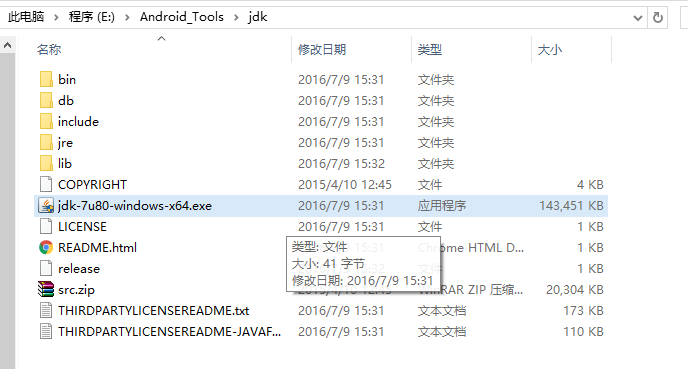 此电脑 > 程序 (E:) > Android_Tools > jdk
名称 修改日期 类型 大小
bin 2016/7/9 15:31 文件夹
db 2016/7/9 15:31 文件夹
include 2016/7/9 15:31 文件夹
jre 2016/7/9 15:31 文件夹
lib 2016/7/9 15:32 文件夹
COPYRIGHT 2015/4/10 12:45 文件 4 KB
jdk-7u80-windows-x64.exe 2016/7/9 15:31 应用程序 143,451 KB
LICENSE 2016/7/9 15:31 文件 1 KB
README.html Chrome HTML D... 1 KB
release 1 KB
src.zip WinRAR ZIP 压缩... 20,304 KB
THIRDPARTYLICENSEREADME.txt 2016/7/9 15:31 文本文档 173 KB
THIRDPARTYLICENSEREADME-JAVAF... 2016/7/9 15:31 文本文档 110 KB
类型: 文件
大小: 41 字节
修改日期: 2016/7/9 15:31